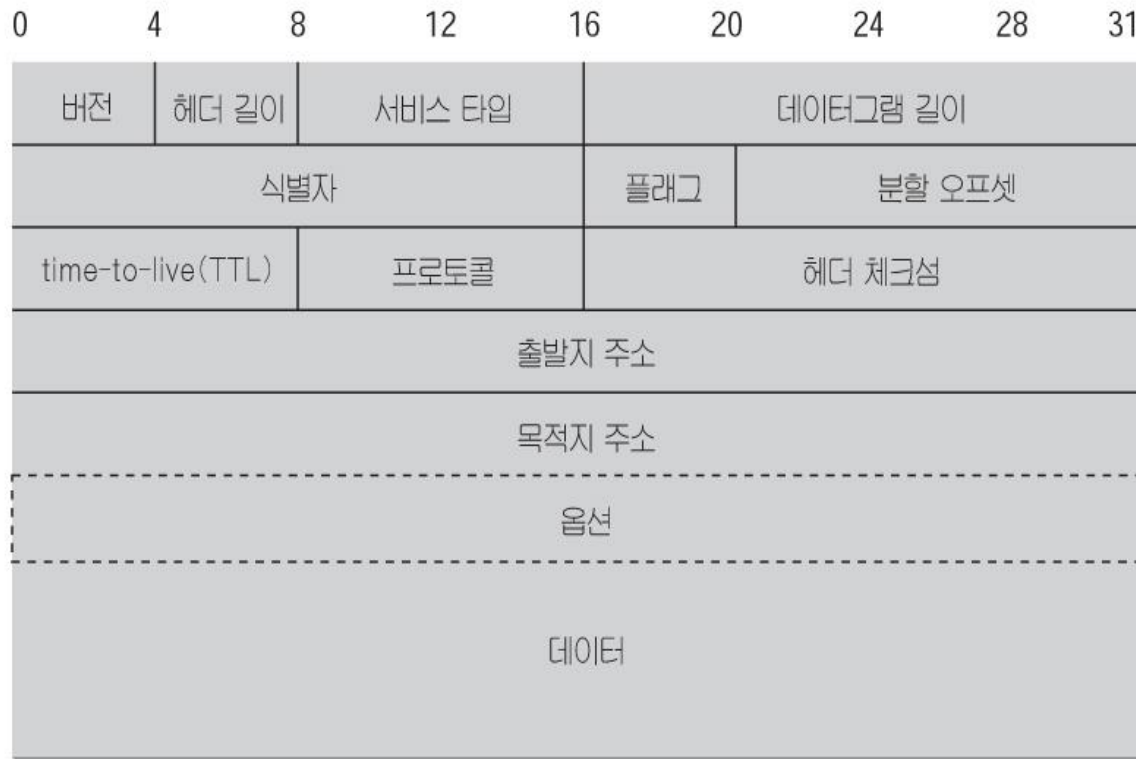 0 4 8 12 16 20 24 28 31
버전 헤더 길이 서비스 타입 데이터그램 길이
식별자 플래그 분할 오프셋
time-to-live(TTL) 프로토콜 헤더 체크섬
출발지 주소
목적지 주소
옵션
데이터